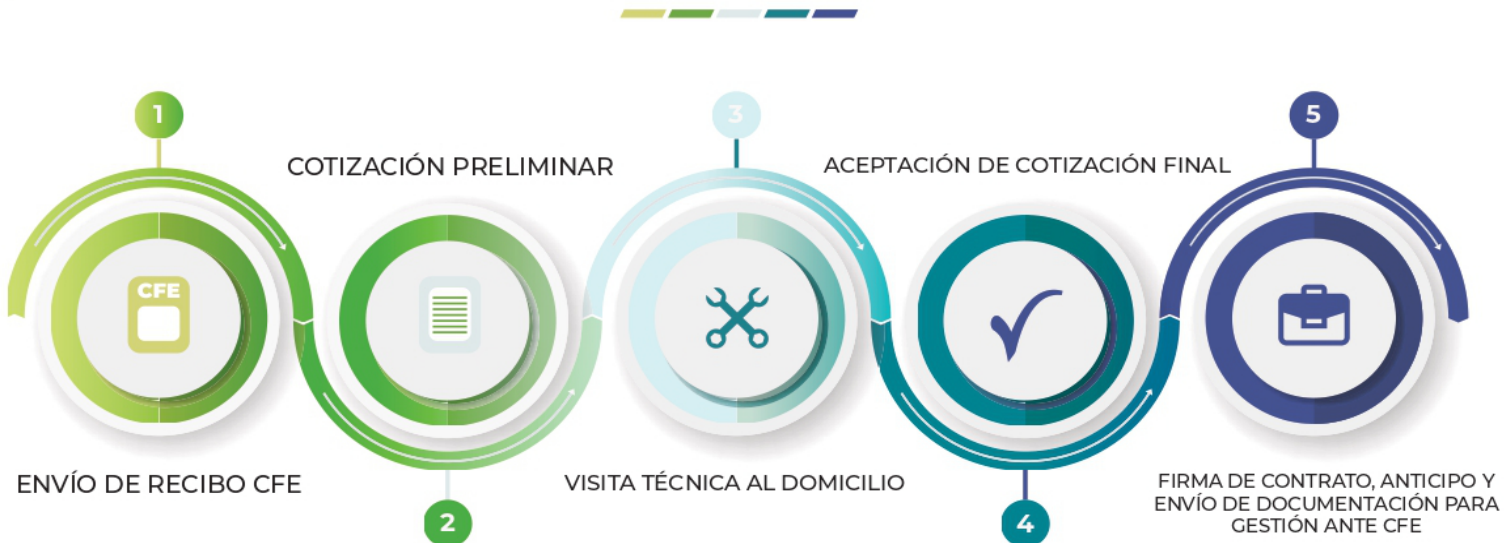 1
ENVÍO DE RECIBO CFE
CFE
COTIZACIÓN PRELIMINAR
2
3
VISITA TÉCNICA AL DOMICILIO
ACEPTACIÓN DE COTIZACIÓN FINAL
4
5
FIRMA DE CONTRATO, ANTICIPO Y
ENVÍO DE DOCUMENTACIÓN PARA
GESTIÓN ANTE CFE